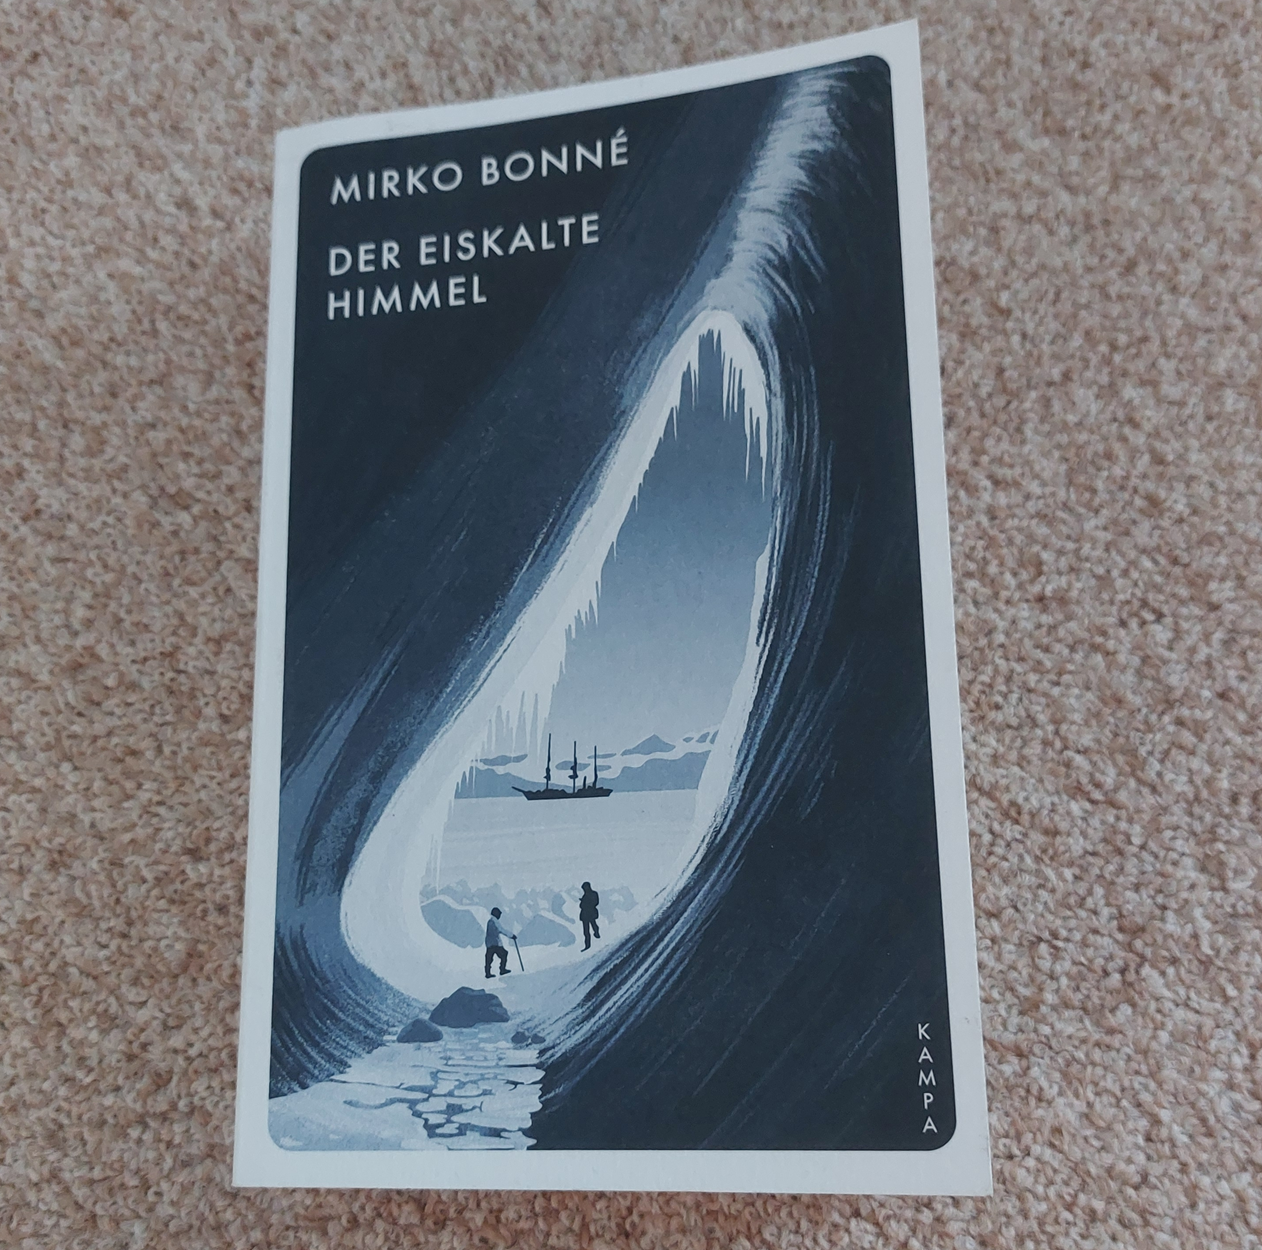 MIRKO BONNÉ
DER EISKALTE
HIMMEL
KAMPA